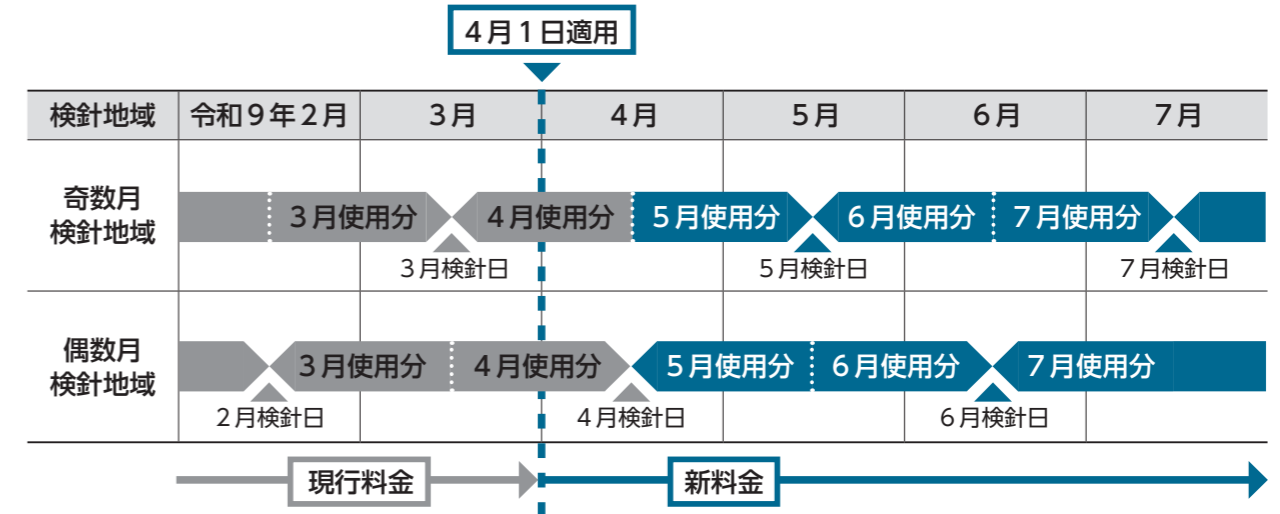 4月1日適用
検針地域 令和9年2月 3月 4月 5月 6月 7月
奇数月
検針地域
3月使用分 4月使用分 5月使用分 6月使用分 7月使用分
3月検針日 5月検針日 7月検針日
偶数月
検針地域
3月使用分 4月使用分 5月使用分 6月使用分 7月使用分
2月検針日 4月検針日 6月検針日
現行料金 新料金